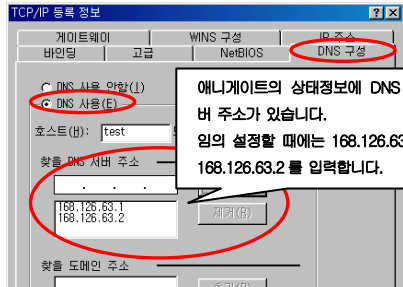 TCP/IP 등록 정보
게이트웨이 WINS 구성 IP 주소
바인딩 고급 NetBIOS DNS 구성
DNS 사용 안함(I)
DNS 사용(E)
호스트(H): test
애니게이트의 상태정보에 DNS
버 주소가 있습니다.
임의 설정할 때에는 168.126.63
168.126.63.2 를 입력합니다.
찾을 DNS 서버 주소
168.126.63.1
168.126.63.2
제거(R)
찾을 도메인 주소